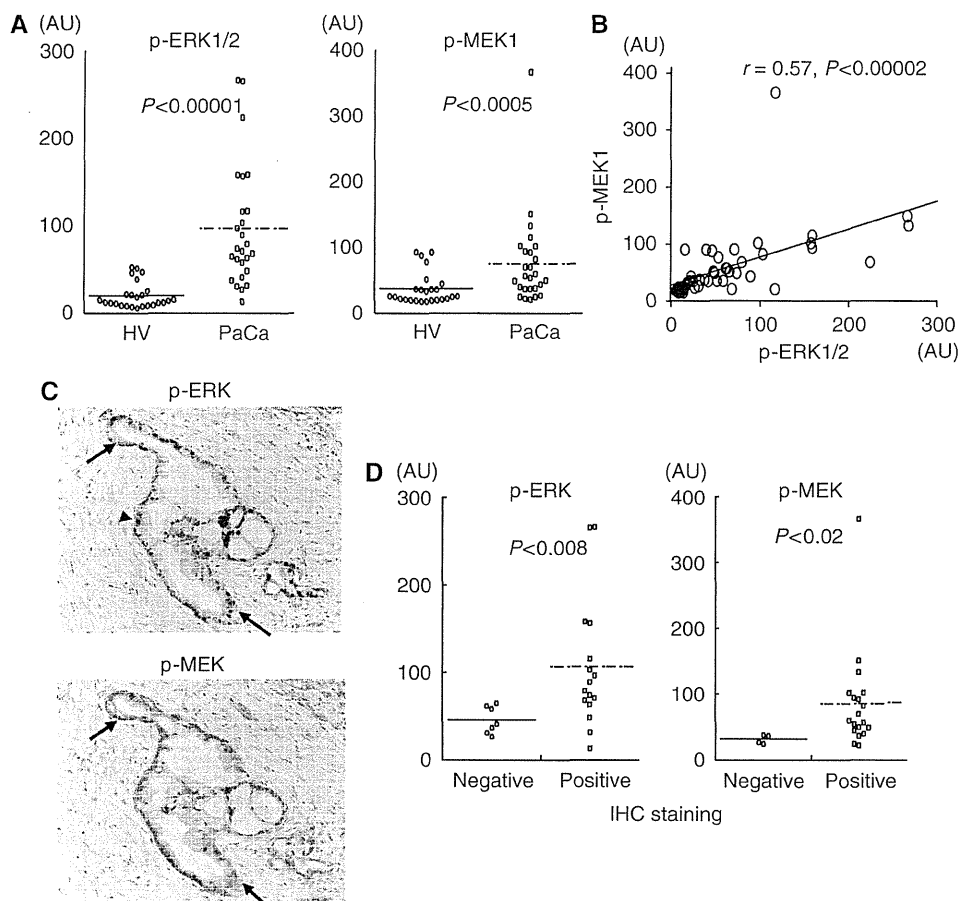 A
(AU)
p-ERK1/2
300
200
100
0
P<0.00001
HV
PaCa
(AU)
p-MEK1
400
300
200
100
0
P<0.0005
HV
PaCa
B
(AU)
r = 0.57, P<0.00002
400
300
200
100
0
p-MEK1
0
100
200
300
p-ERK1/2
(AU)
C
p-ERK
p-MEK
D
(AU)
p-ERK
300
200
100
0
P<0.008
Negative
Positive
(AU)
p-MEK
400
300
200
100
0
P<0.02
Negative
Positive
IHC staining